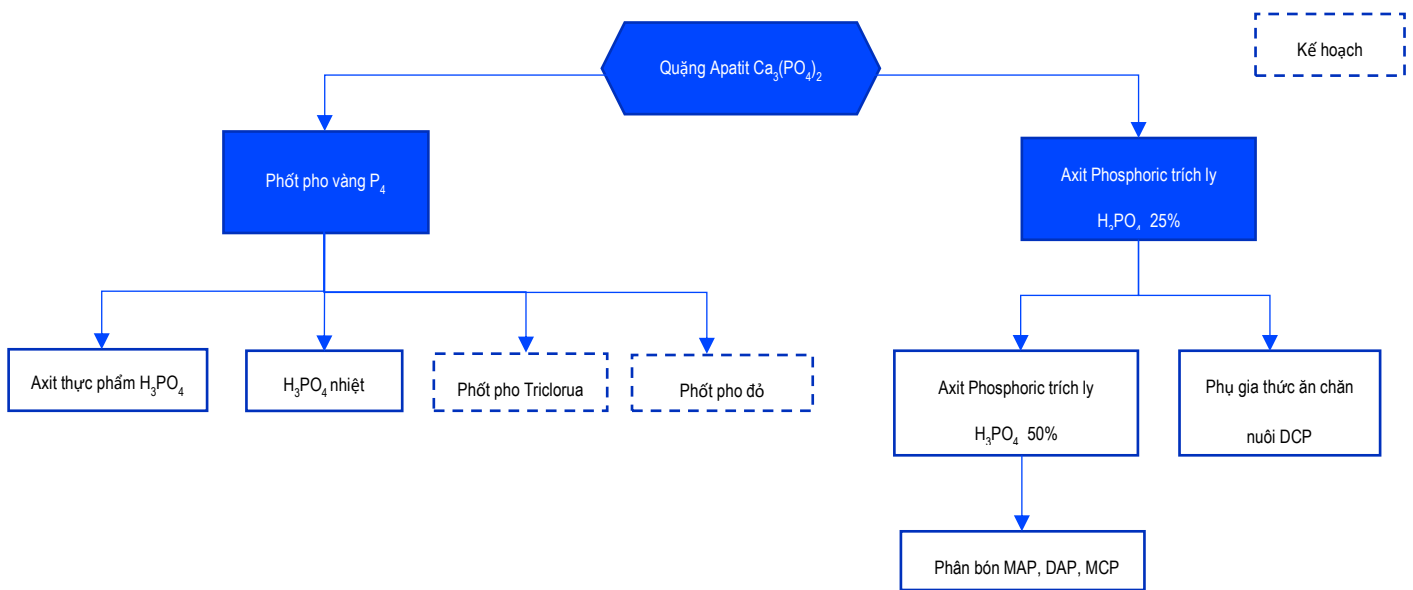 Kế hoạch
Quặng Apatit Ca₃(PO₄)₂
Phốt pho vàng P₄
Axit Phosphoric trích ly
H₃PO₄ 25%
Axit thực phẩm H₃PO₄
H₃PO₄ nhiệt
Phốt pho Triclorua
Phốt pho đỏ
Axit Phosphoric trích ly
H₃PO₄ 50%
Phụ gia thức ăn chăn
nuôi DCP
Phân bón MAP, DAP, MCP